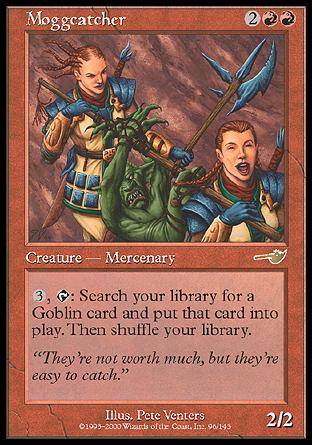 Moggcatcher 2
Creature — Mercenary
3, : Search your library for a
Goblin card and put that card into
play. Then shuffle your library.
“They're not worth much, but they're
easy to catch.”
Illus. Pete Venters
©1993-2000 Wizards of the Coast, Inc. 96/143
2/2